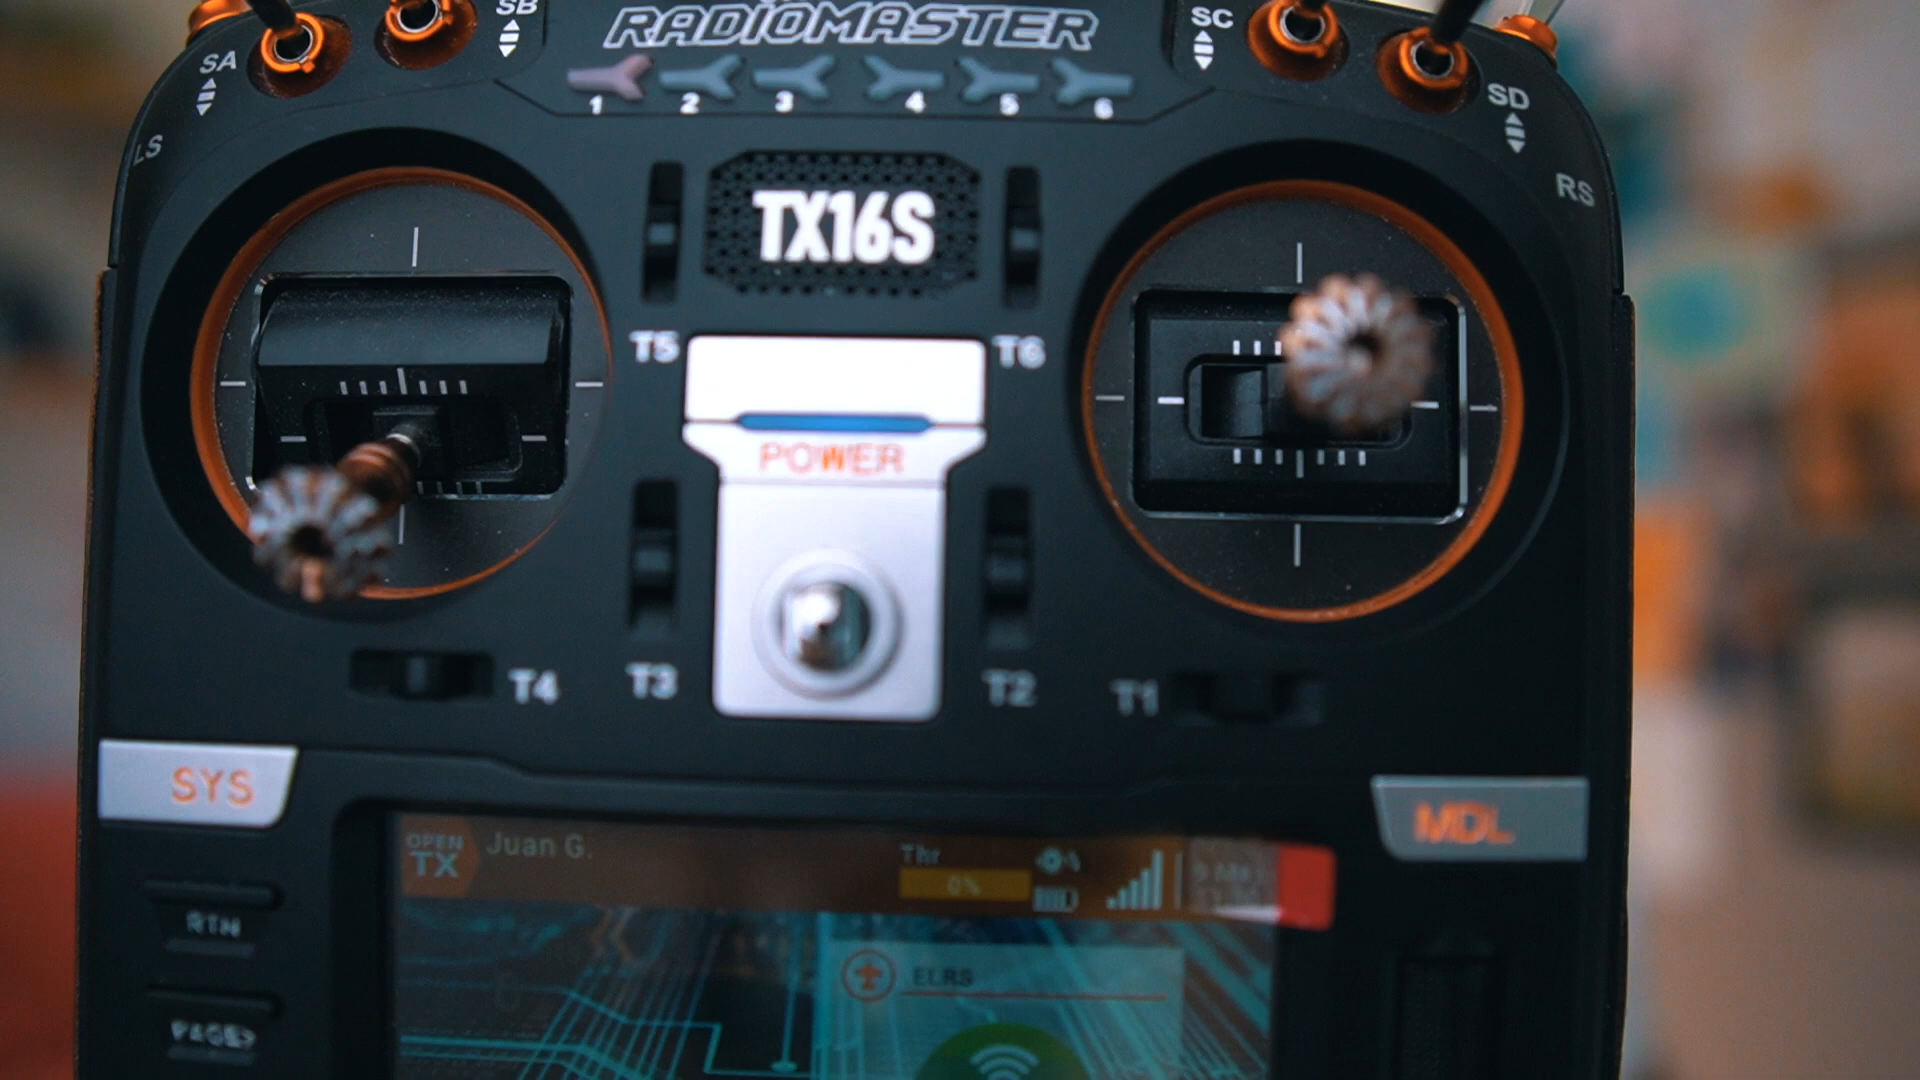 RADIOMASTER
SA
SB
SC
SD
1 2 3 4 5 6
LS
RS
TX16S
T5
T6
POWER
T4
T3
T2
T1
SYS
MDL
OPEN
TX
Juan G.
Thr
0%
RTN
ELRS
PAGE>